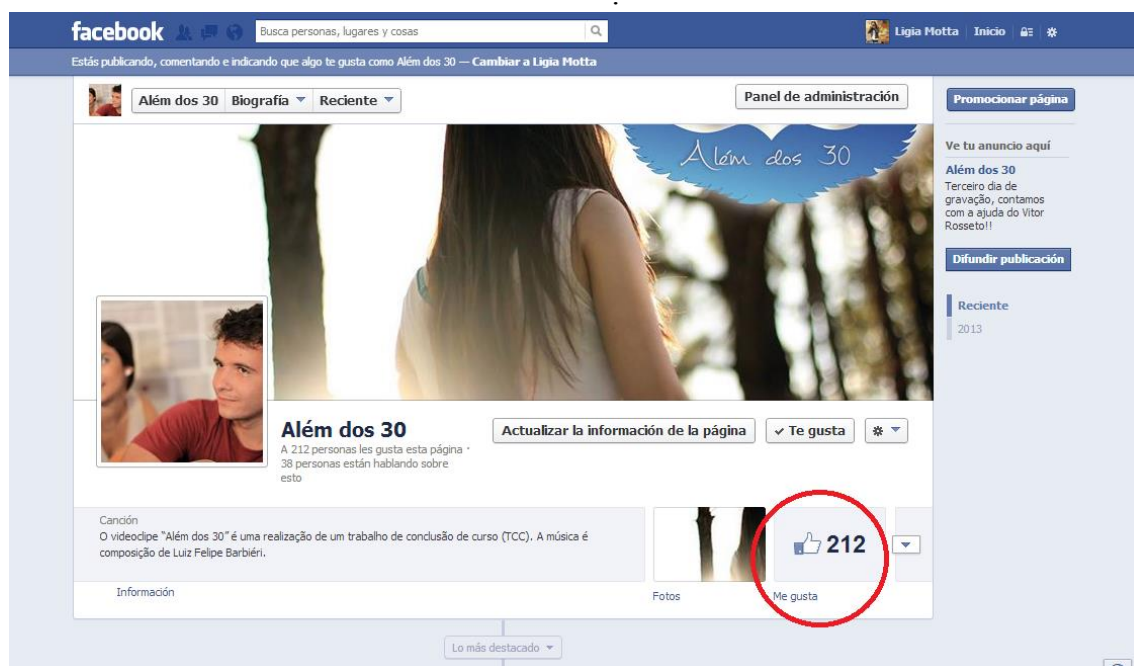 facebook
Busca personas, lugares y cosas
Ligia Motta Inicio
Estás publicando, comentando e indicando que algo te gusta como Além dos 30 — Cambiar a Ligia Motta
Além dos 30 Biografía Reciente
Panel de administración
Além dos 30
Além dos 30
A 212 personas les gusta esta página ·
38 personas están hablando sobre
esto
Actualizar la información de la página
Te gusta
Canción
O videoclipe "Além dos 30" é uma realização de um trabalho de conclusão de curso (TCC). A música é
composição de Luiz Felipe Barbiéri.
Información
Fotos
212
Me gusta
Lo más destacado
Promocionar página
Ve tu anuncio aquí
Além dos 30
Terceiro dia de
gravação, contamos
com a ajuda do Vitor
Rosseto!!
Difundir publicación
Reciente
2013